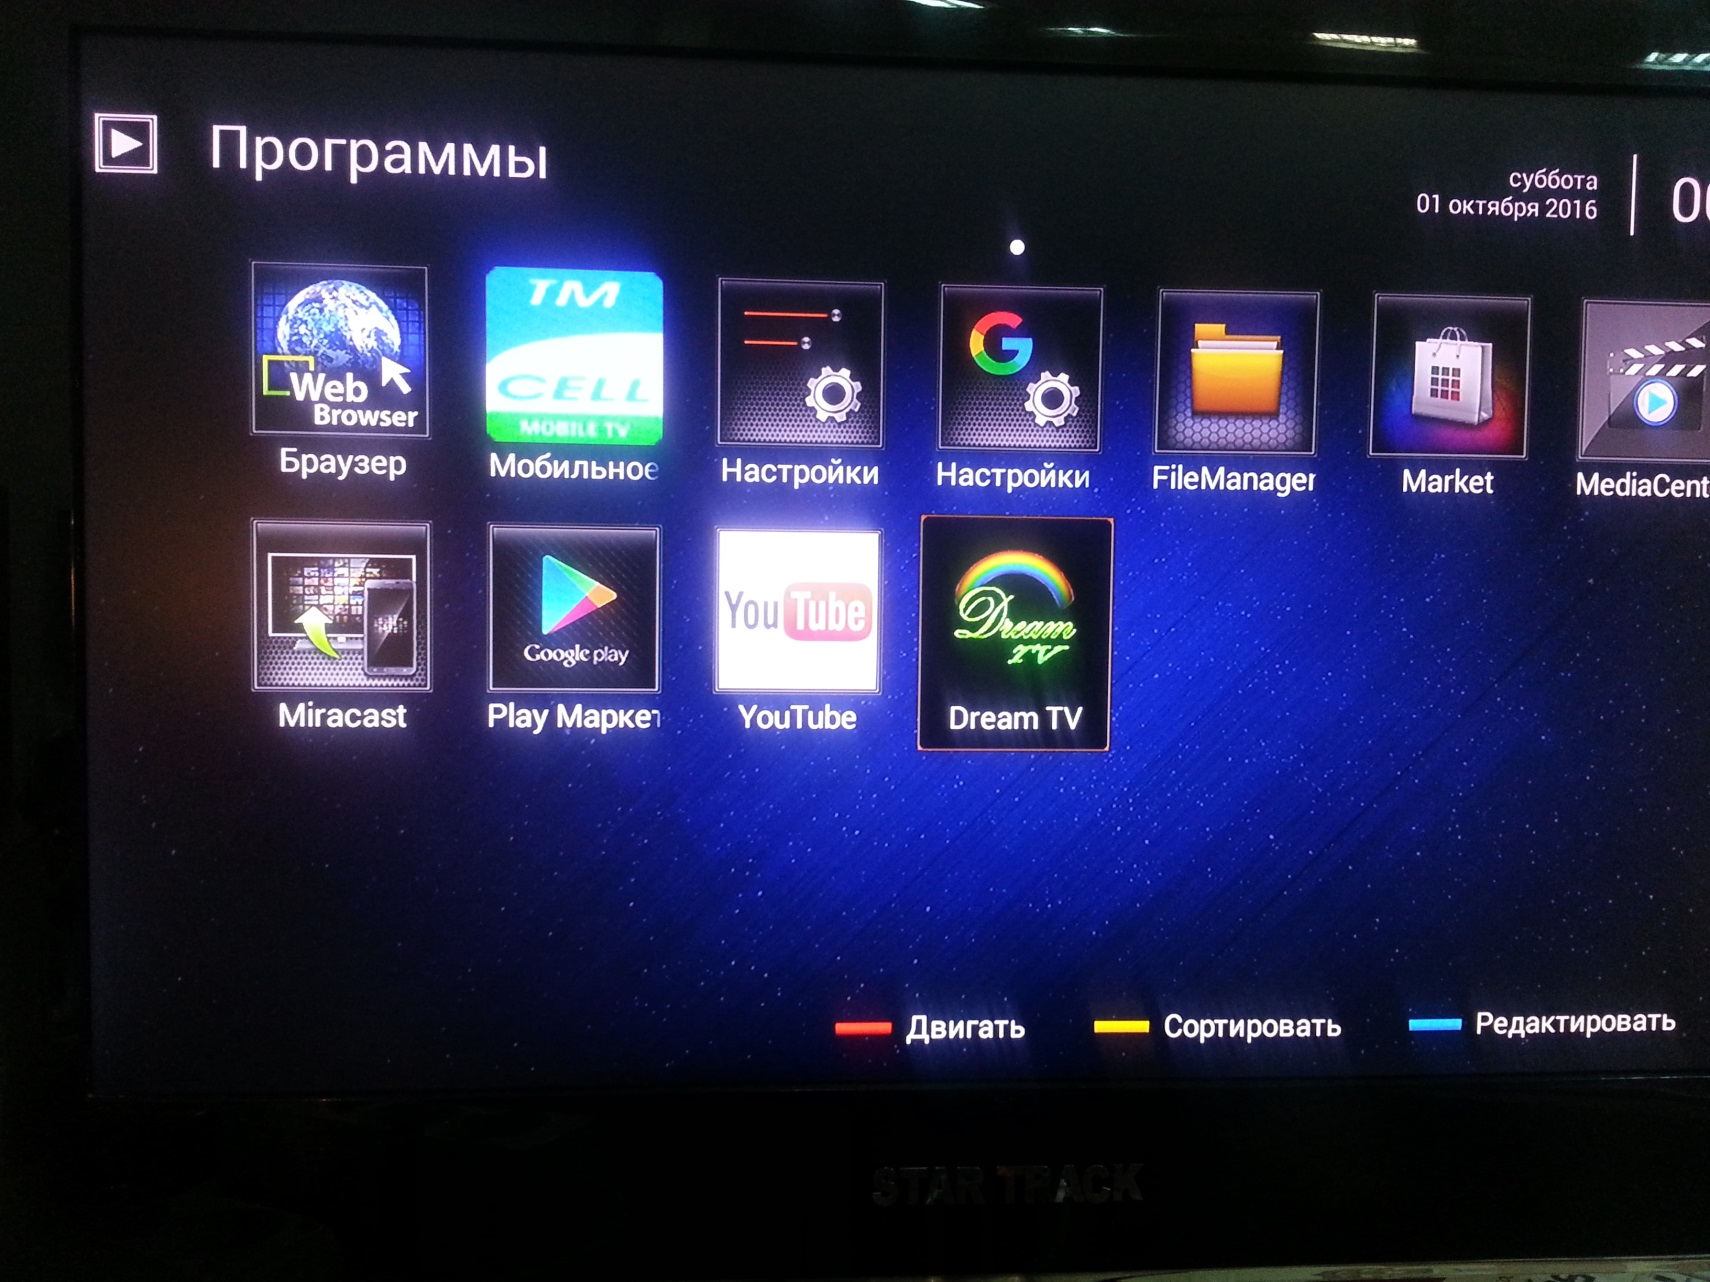 Программы
суббота
01 октября 2016
Web
Browser
TM
CELL
MOBILE TV
Браузер
Мобильное
Настройки
Настройки
FileManager
Market
MediaCent
Google play
You Tube
Dream
TV
Miracast
Play Маркет
YouTube
Dream TV
Двигать
Сортировать
Редактировать
STAR TRACK